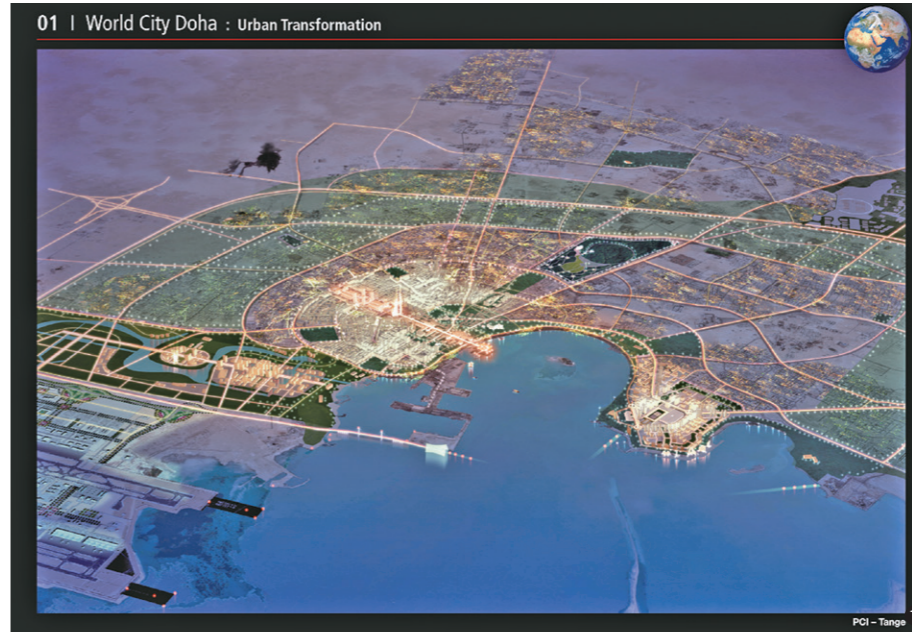 01 | World City Doha : Urban Transformation
PCI – Tange